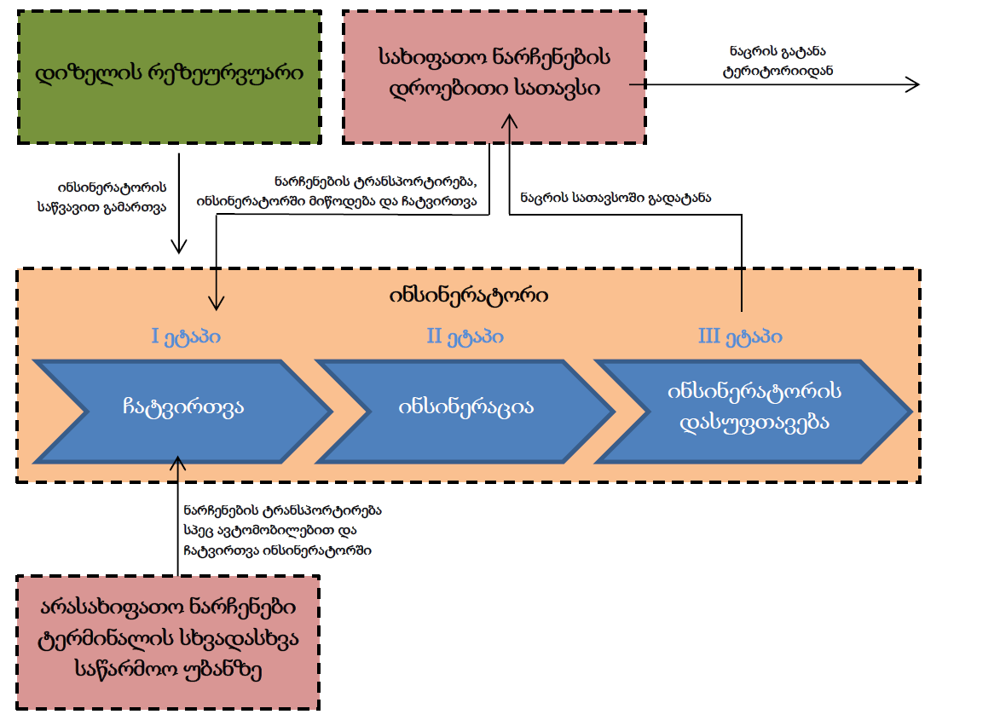 დიზელის რეზეურვუარი
სახიფათო ნარჩენების
დროებითი სათავსი
ნაცრის გატანა
ტერიტორიიდან
ინსინერატორის
საწვავით გამართვა
ნარჩენების ტრანსპორტირება,
ინსინერატორში მიწოდება და ჩატვირთვა
ნაცრის სათავსოში გადატანა
ინსინერატორი
I ეტაპი
II ეტაპი
III ეტაპი
ჩატვირთვა
ინსინერაცია
ინსინერატორის
დასუფთავება
ნარჩენების ტრანსპორტირება
სპეც ავტომობილებით და
ჩატვირთვა ინსინერატორში
არასახიფათო ნარჩენები
ტერმინალის სხვადასხვა
საწარმოო უბანზე